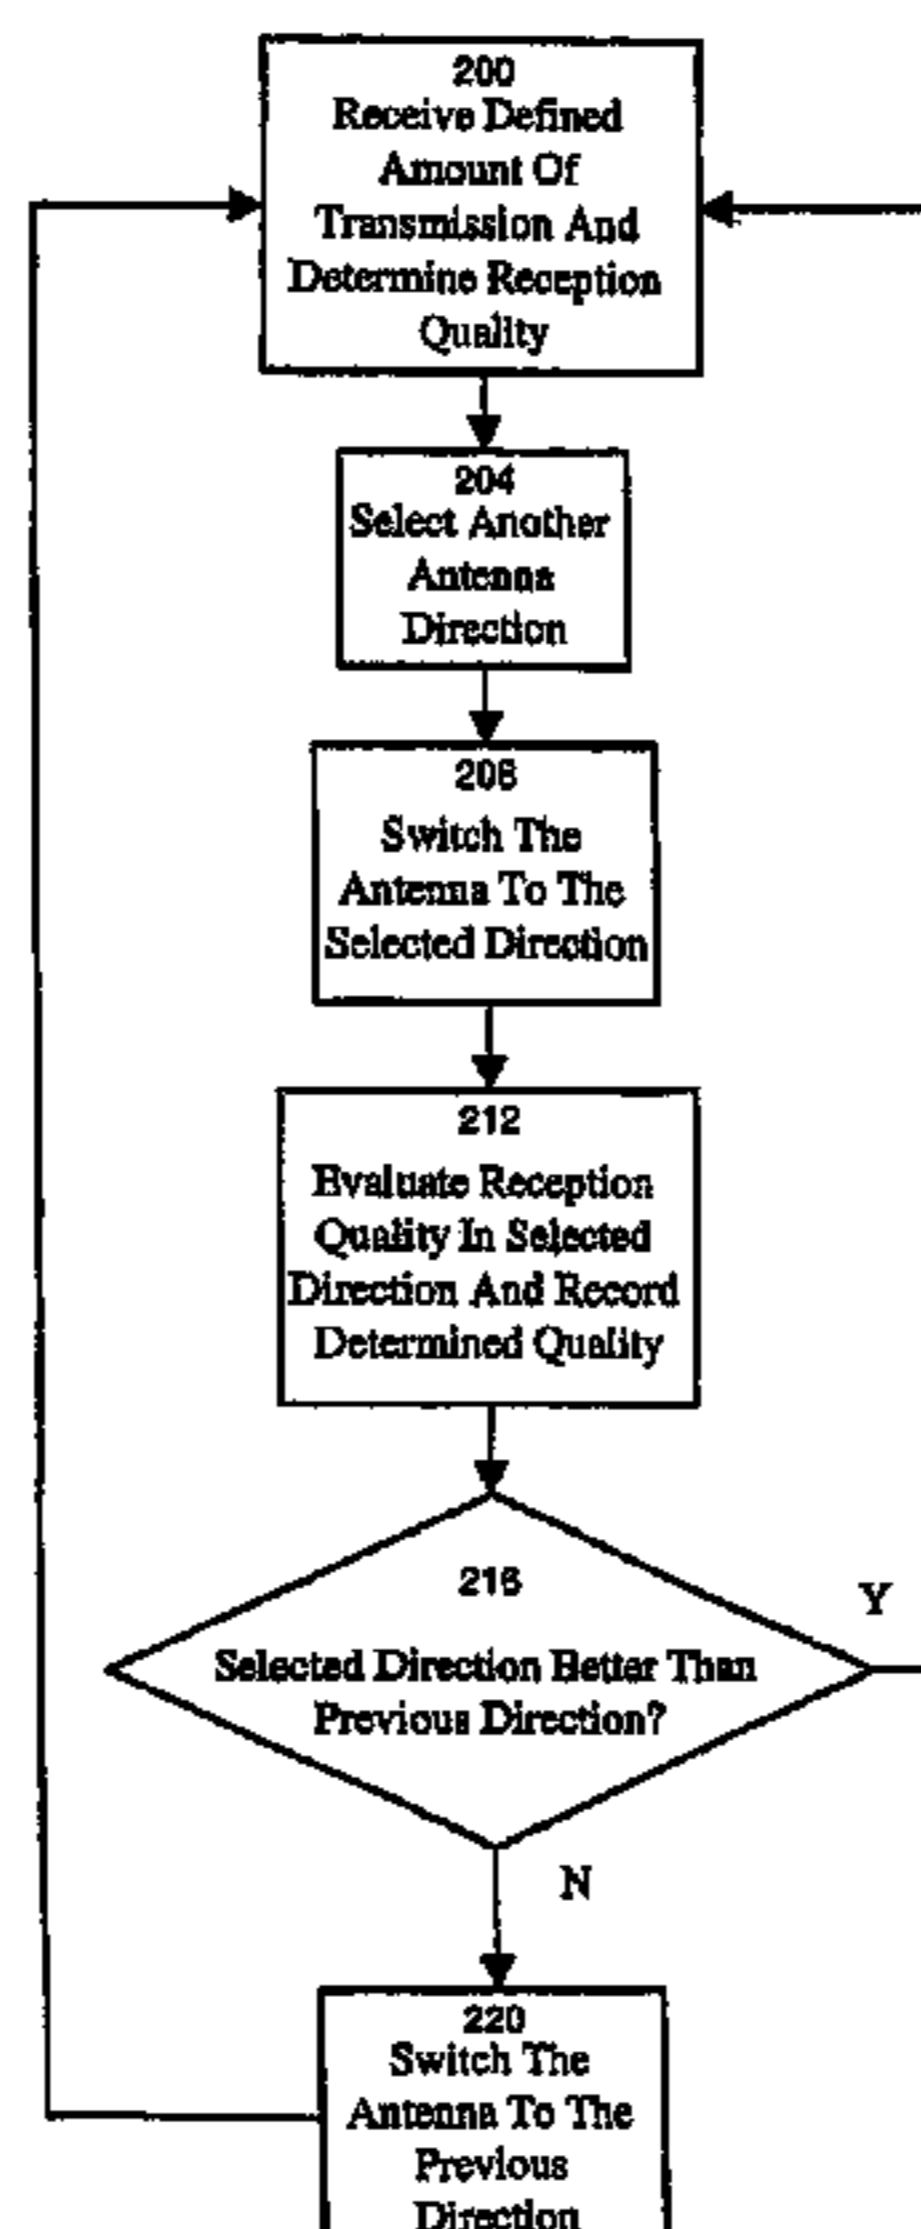 200
Receive Defined
Amount Of
Transmission And
Determine Reception
Quality
204
Select Another
Antenna
Direction
208
Switch The
Antenna To The
Selected Direction
212
Evaluate Reception
Quality In Selected
Direction And Record
Determined Quality
216
Selected Direction Better Than
Previous Direction?
Y
N
220
Switch The
Antenna To The
Previous
Direction